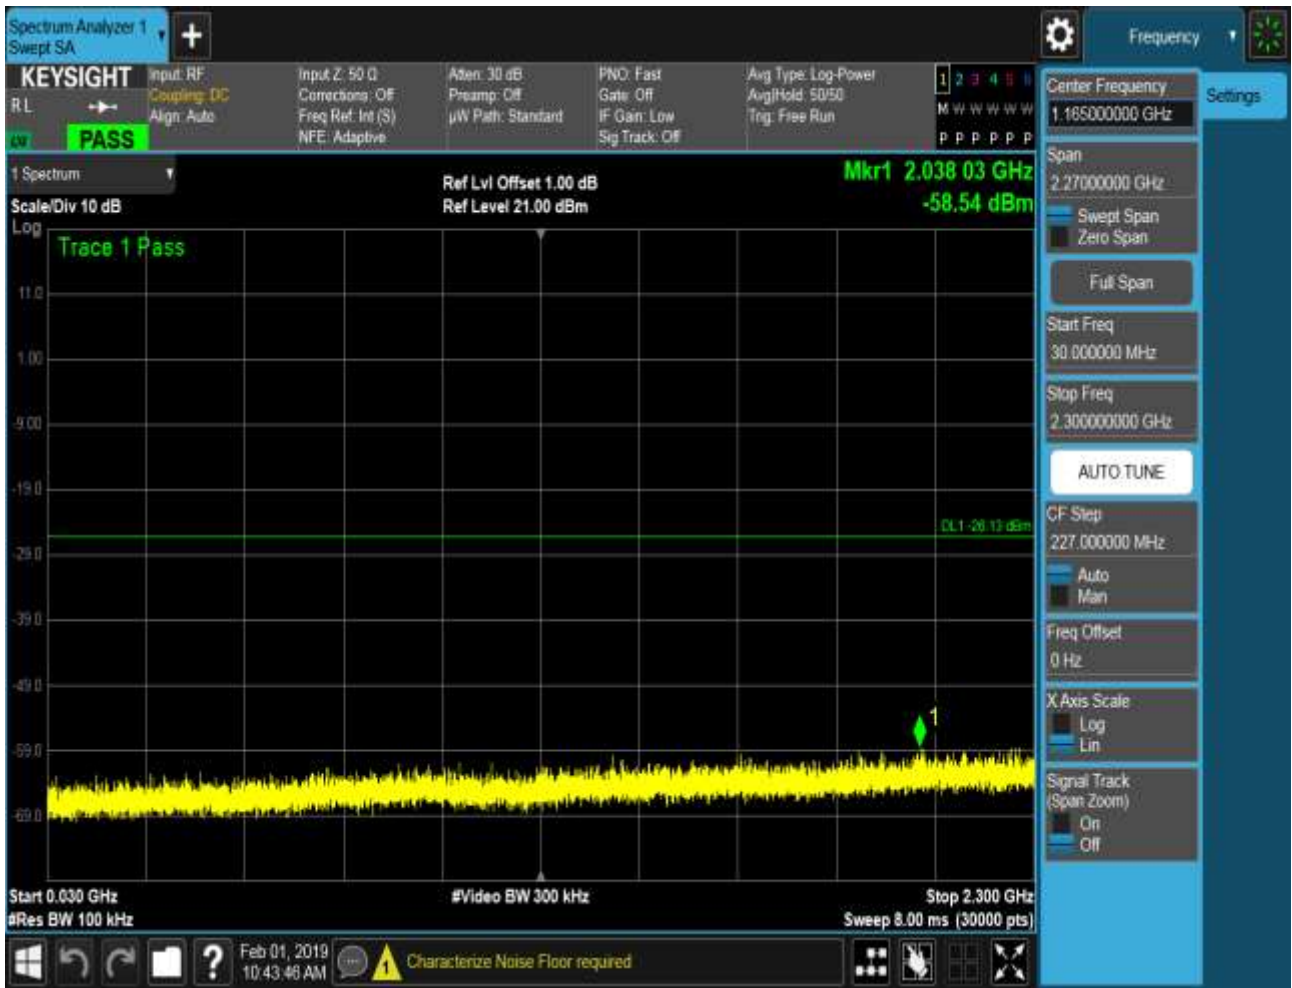 Spectrum Analyzer 1
Swept SA
+
Frequency
KEYSIGHT
R L
PASS
Input: RF
Coupling: DC
Align: Auto
Input Z: 50 Ω
Corrections: Off
Freq Ref: Int (S)
NFE: Adaptive
Atten: 30 dB
Preamp: Off
µW Path: Standard
PNO: Fast
Gate: Off
IF Gain: Low
Sig Track: Off
Avg Type: Log-Power
Avg|Hold: 50/50
Trig: Free Run
1 2 3 4 5 6
M W W W W W
P P P P P P
1 Spectrum
Scale/Div 10 dB
Log
Ref Lvl Offset 1.00 dB
Ref Level 21.00 dBm
Mkr1 2.038 03 GHz
-58.54 dBm
Trace 1 Pass
11.0
1.00
-9.00
-19.0
DL1 -26.13 dBm
-29.0
-39.0
-49.0
1
-59.0
-69.0
Start 0.030 GHz
#Res BW 100 kHz
#Video BW 300 kHz
Stop 2.300 GHz
Sweep 8.00 ms (30000 pts)
?
Feb 01, 2019
10:43:46 AM
1
Characterize Noise Floor required
Center Frequency
1.165000000 GHz
Settings
Span
2.27000000 GHz
Swept Span
Zero Span
Full Span
Start Freq
30.000000 MHz
Stop Freq
2.300000000 GHz
AUTO TUNE
CF Step
227.000000 MHz
Auto
Man
Freq Offset
0 Hz
X Axis Scale
Log
Lin
Signal Track
(Span Zoom)
On
Off